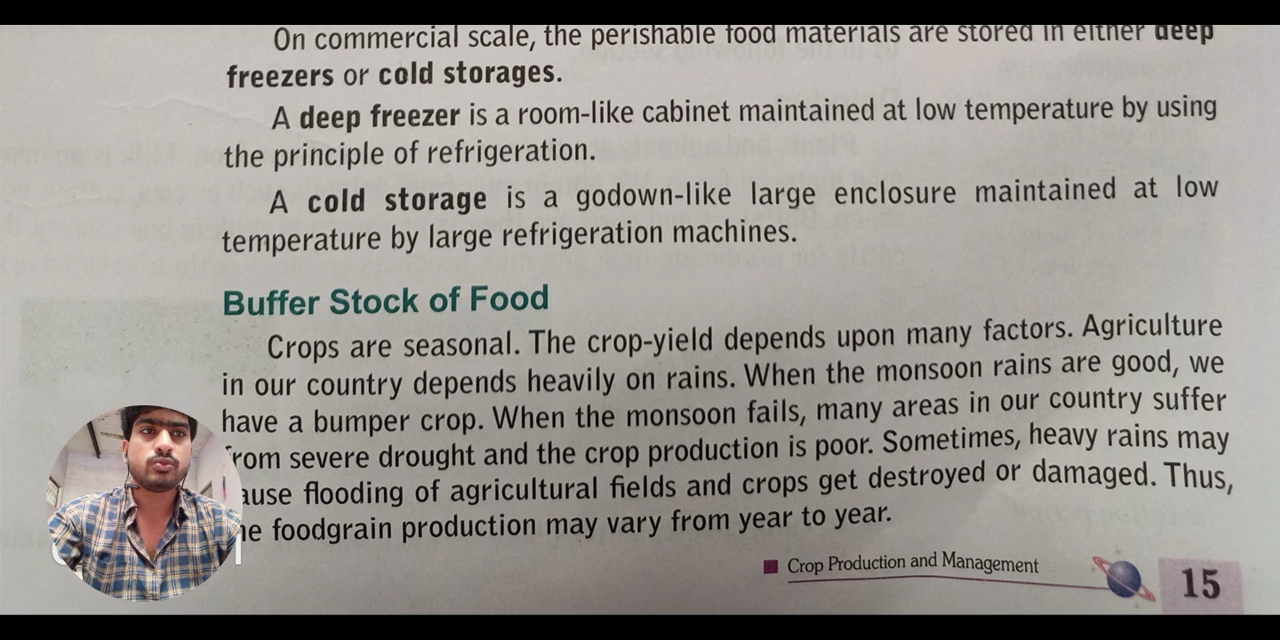 On commercial scale, the perishable food materials are stored in either deep
freezers or cold storages.
A deep freezer is a room-like cabinet maintained at low temperature by using
the principle of refrigeration.
A cold storage is a godown-like large enclosure maintained at low
temperature by large refrigeration machines.
Buffer Stock of Food
Crops are seasonal. The crop-yield depends upon many factors. Agriculture
in our country depends heavily on rains. When the monsoon rains are good, we
have a bumper crop. When the monsoon fails, many areas in our country suffer
rom severe drought and the crop production is poor. Sometimes, heavy rains may
ause flooding of agricultural fields and crops get destroyed or damaged. Thus,
he foodgrain production may vary from year to year.
Crop Production and Management
15